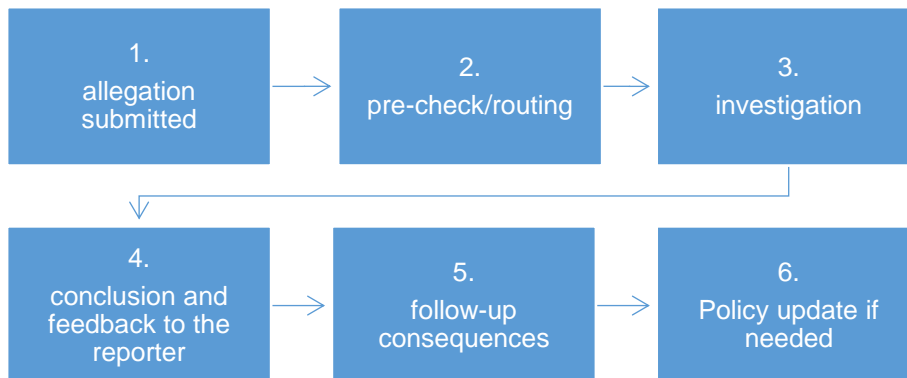 1.
allegation
submitted
2.
pre-check/routing
3.
investigation
4.
conclusion and
feedback to the
reporter
5.
follow-up
consequences
6.
Policy update if
needed